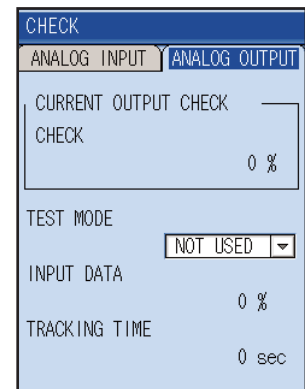 CHECK
ANALOG INPUT ANALOG OUTPUT
CURRENT OUTPUT CHECK
CHECK
0 %
TEST MODE
NOT USED
INPUT DATA
0 %
TRACKING TIME
0 sec